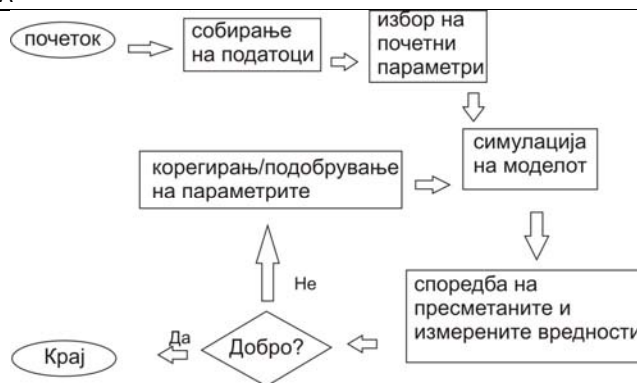 почеток
собирање
на податоци
избор на
почетни
параметри
симулација
на моделот
корегирањ/подобрување
на параметрите
споредба на
пресметаните и
измерените вредности
Не
Добро?
Да
Крај